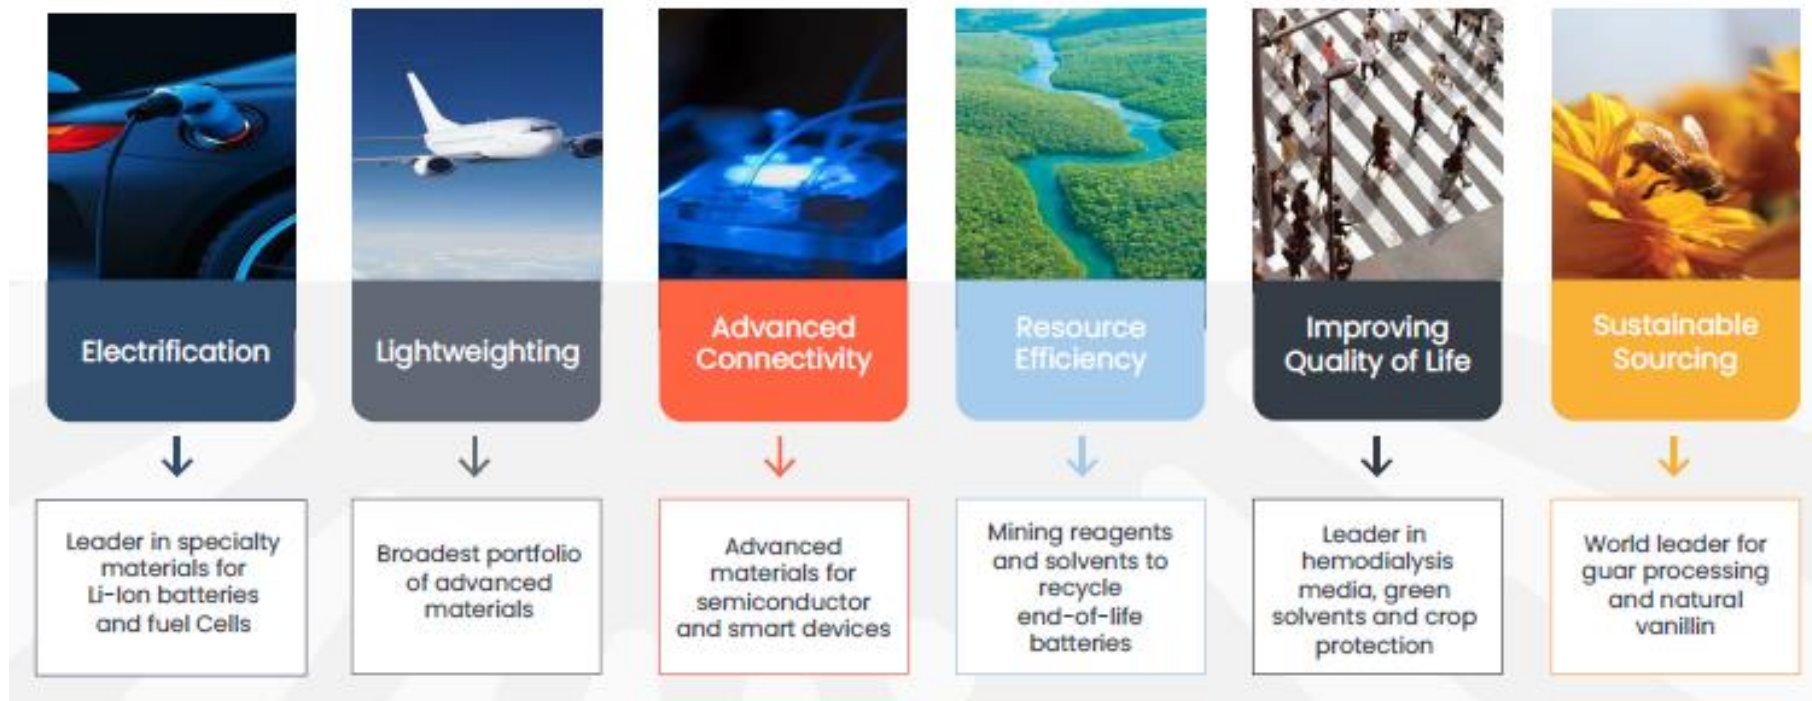 Electrification
Lightweighting
Advanced
Connectivity
Resource
Efficiency
Improving
Quality of Life
Sustainable
Sourcing
Leader in specialty
materials for
Li-Ion batteries
and fuel Cells
Broadest portfolio
of advanced
materials
Advanced
materials for
semiconductor
and smart devices
Mining reagents
and solvents to
recycle
end-of-life
batteries
Leader in
hemodialysis
media, green
solvents and crop
protection
World leader for
guar processing
and natural
vanillin